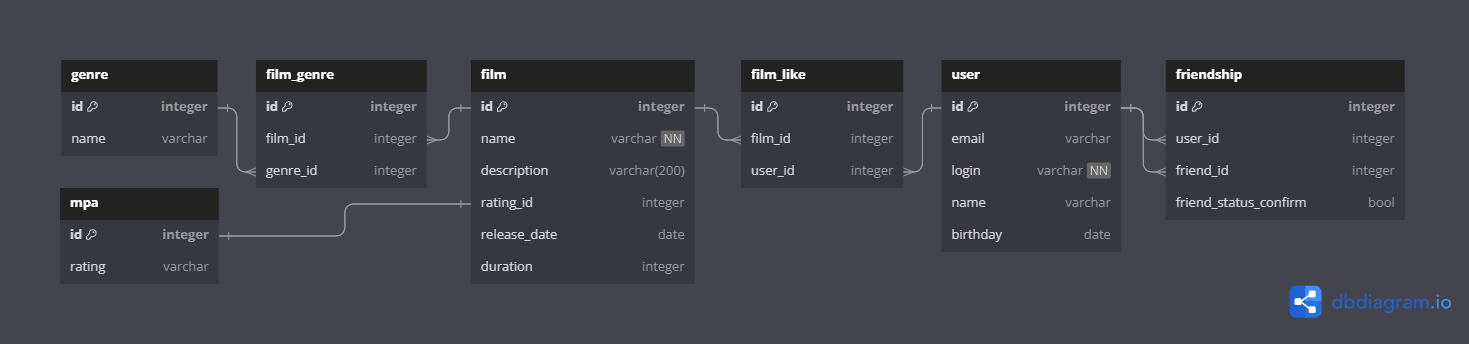 genre
id integer
name varchar
mpa
id integer
rating varchar
film_genre
id integer
film_id integer
genre_id integer
film
id integer
name varchar NN
description varchar(200)
rating_id integer
release_date date
duration integer
film_like
id integer
film_id integer
user_id integer
user
id integer
email varchar
login varchar NN
name varchar
birthday date
friendship
id integer
user_id integer
friend_id integer
friend_status_confirm bool
dbdiagram.io